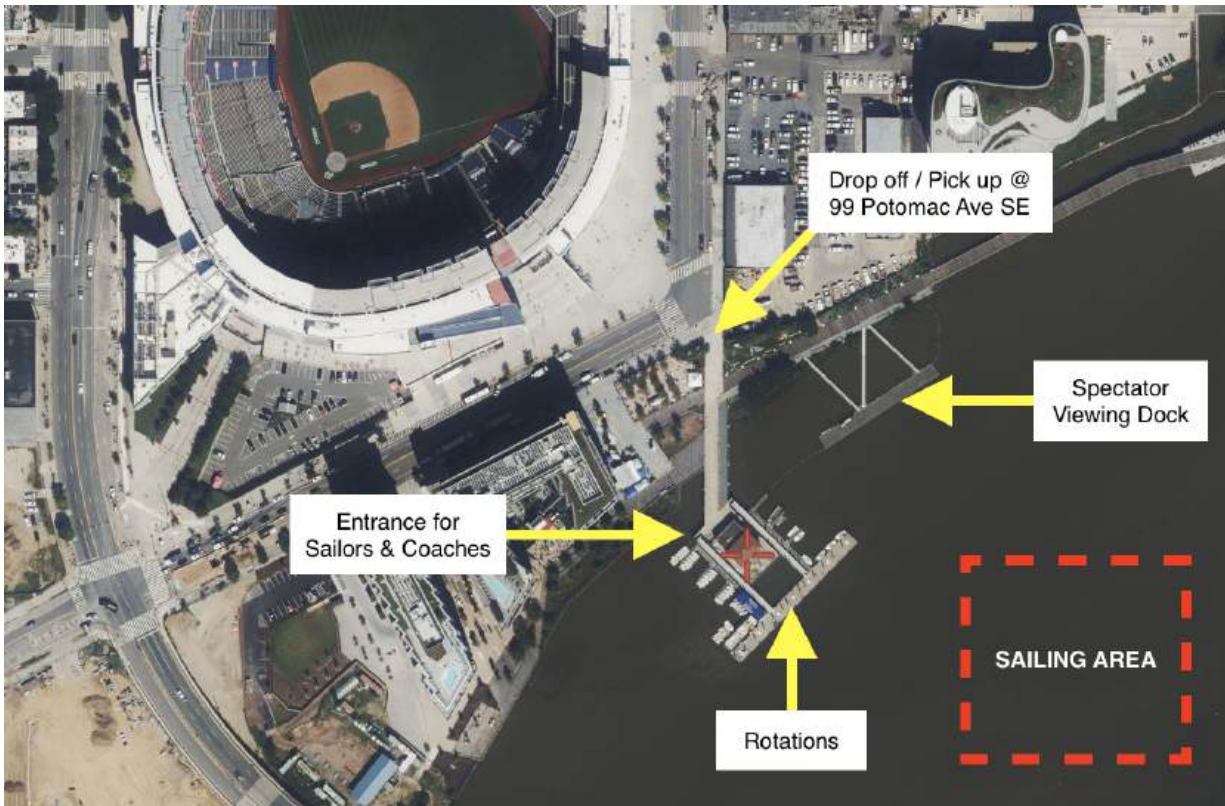 Drop off / Pick up @
99 Potomac Ave SE
Spectator
Viewing Dock
Entrance for
Sailors & Coaches
SAILING AREA
Rotations